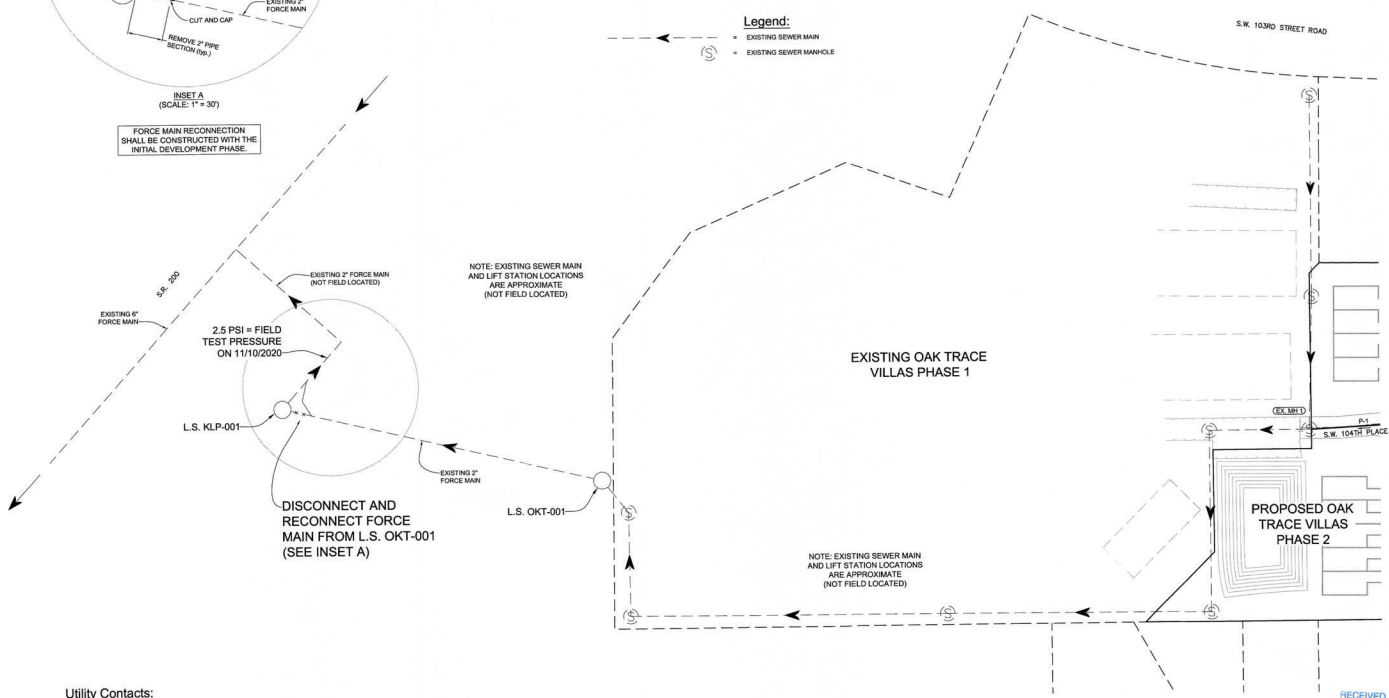 EXISTING 2"
FORCE MAIN
CUT AND CAP
REMOVE 2" PIPE
SECTION (typ.)
INSET A
(SCALE: 1" = 30')
FORCE MAIN RECONNECTION
SHALL BE CONSTRUCTED WITH THE
INITIAL DEVELOPMENT PHASE.
Legend:
= EXISTING SEWER MAIN
S = EXISTING SEWER MANHOLE
S.W. 103RD STREET ROAD
S
S.R. 200
EXISTING 6"
FORCE MAIN
EXISTING 2" FORCE MAIN
(NOT FIELD LOCATED)
2.5 PSI = FIELD
TEST PRESSURE
ON 11/10/2020
L.S. KLP-001
NOTE: EXISTING SEWER MAIN
AND LIFT STATION LOCATIONS
ARE APPROXIMATE
(NOT FIELD LOCATED)
EXISTING 2"
FORCE MAIN
DISCONNECT AND
RECONNECT FORCE
MAIN FROM L.S. OKT-001
(SEE INSET A)
L.S. OKT-001
S
S
EXISTING OAK TRACE
VILLAS PHASE 1
S
EX. MH 1
P-1
S
S
S.W. 104TH PLACE
PROPOSED OAK
TRACE VILLAS
PHASE 2
NOTE: EXISTING SEWER MAIN
AND LIFT STATION LOCATIONS
ARE APPROXIMATE
(NOT FIELD LOCATED)
S
S
Utility Contacts:
RECEIVED